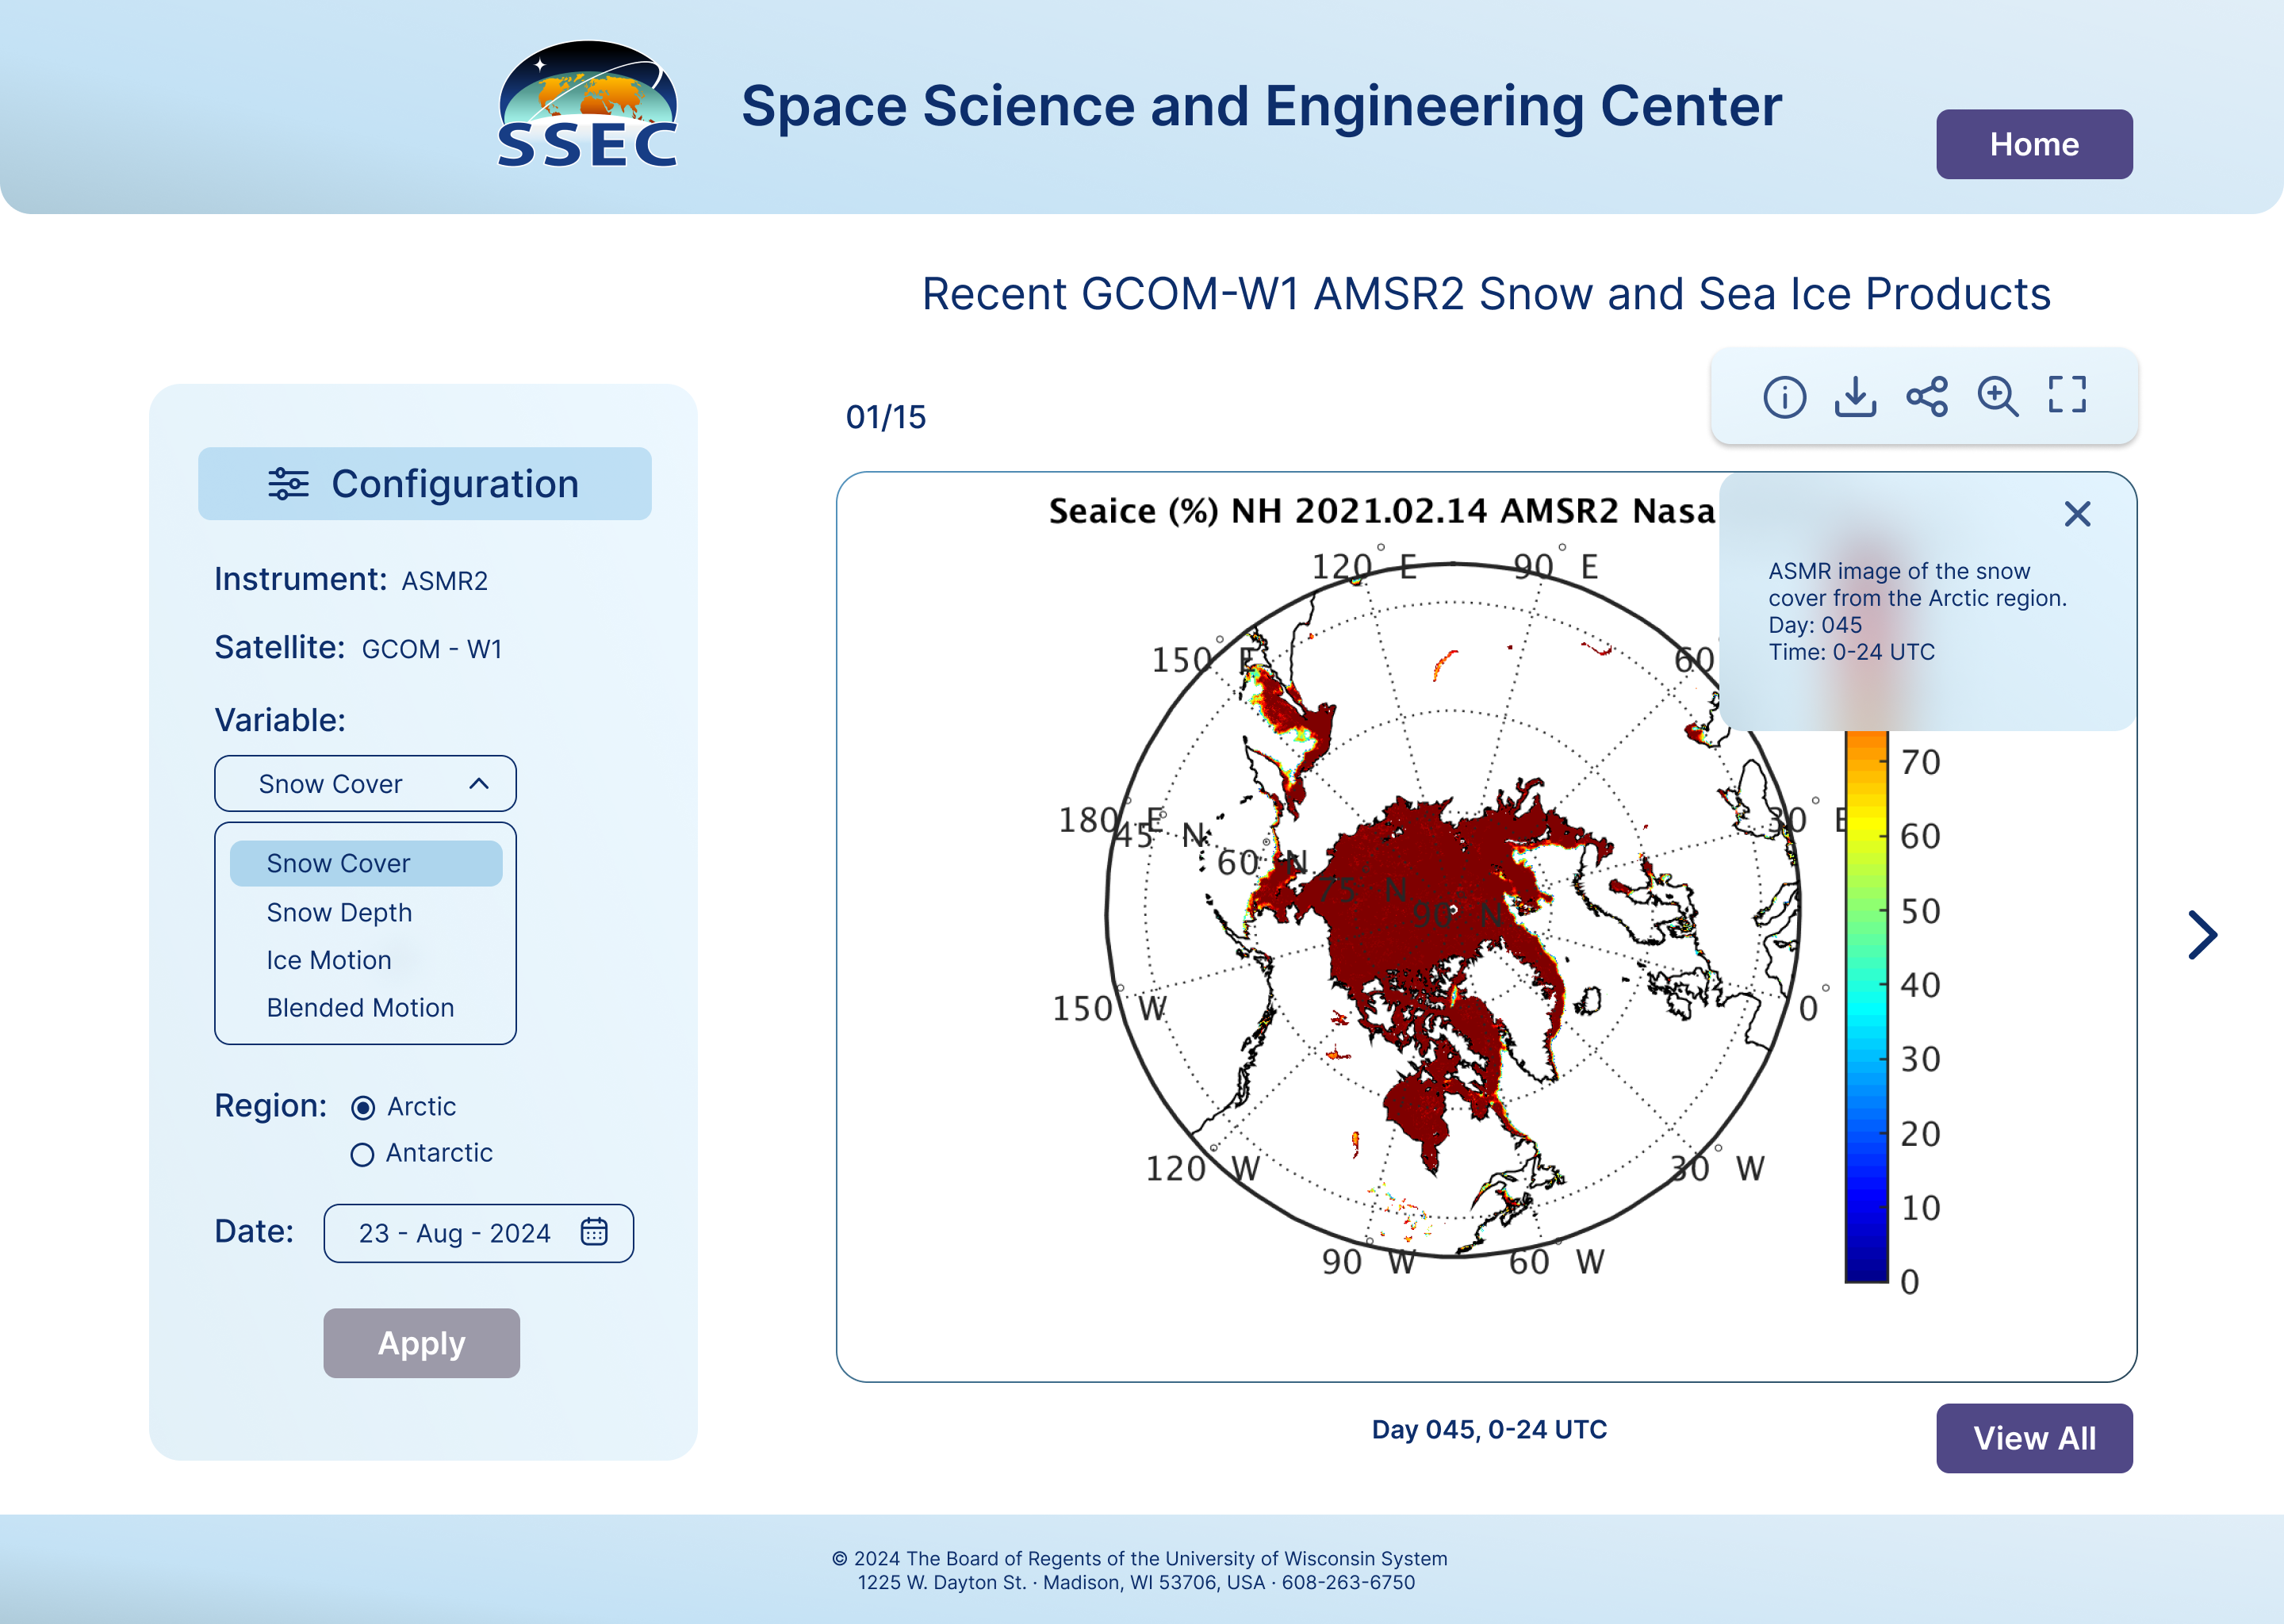 SSEC
Space Science and Engineering Center
Home
Recent GCOM-W1 AMSR2 Snow and Sea Ice Products
01/15
Configuration
Instrument: ASMR2
Satellite: GCOM - W1
Variable:
Snow Cover
Snow Cover
Snow Depth
Ice Motion
Blended Motion
Region: Arctic
Antarctic
Date: 23 - Aug - 2024
Apply
Seaice (%) NH 2021.02.14 AMSR2 Nasa
ASMR image of the snow
cover from the Arctic region.
Day: 045
Time: 0-24 UTC
120° E
90° E
150° E
60
180° E
30° E
45° N
60° N
75° N
90° N
150° W
0°
120° W
30° W
90° W
60° W
70
60
50
40
30
20
10
0
Day 045, 0-24 UTC
View All
© 2024 The Board of Regents of the University of Wisconsin System
1225 W. Dayton St. · Madison, WI 53706, USA · 608-263-6750